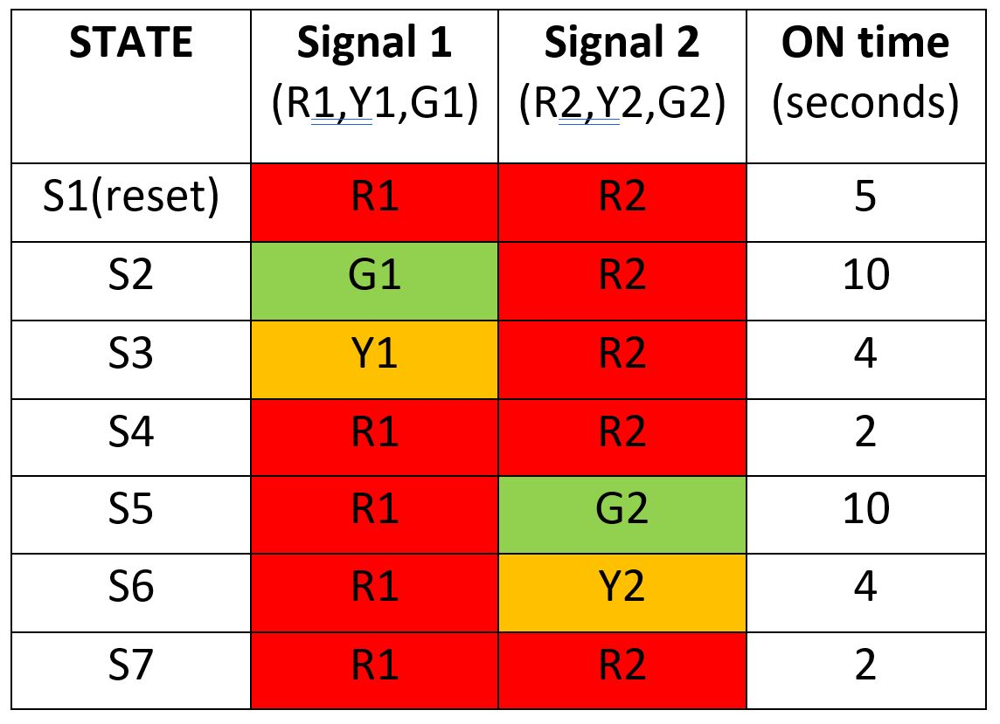 STATE Signal 1 Signal 2 ON time
(R1,Y1,G1) (R2,Y2,G2) (seconds)
S1(reset) R1 R2 5
S2 G1 R2 10
S3 Y1 R2 4
S4 R1 R2 2
S5 R1 G2 10
S6 R1 Y2 4
S7 R1 R2 2